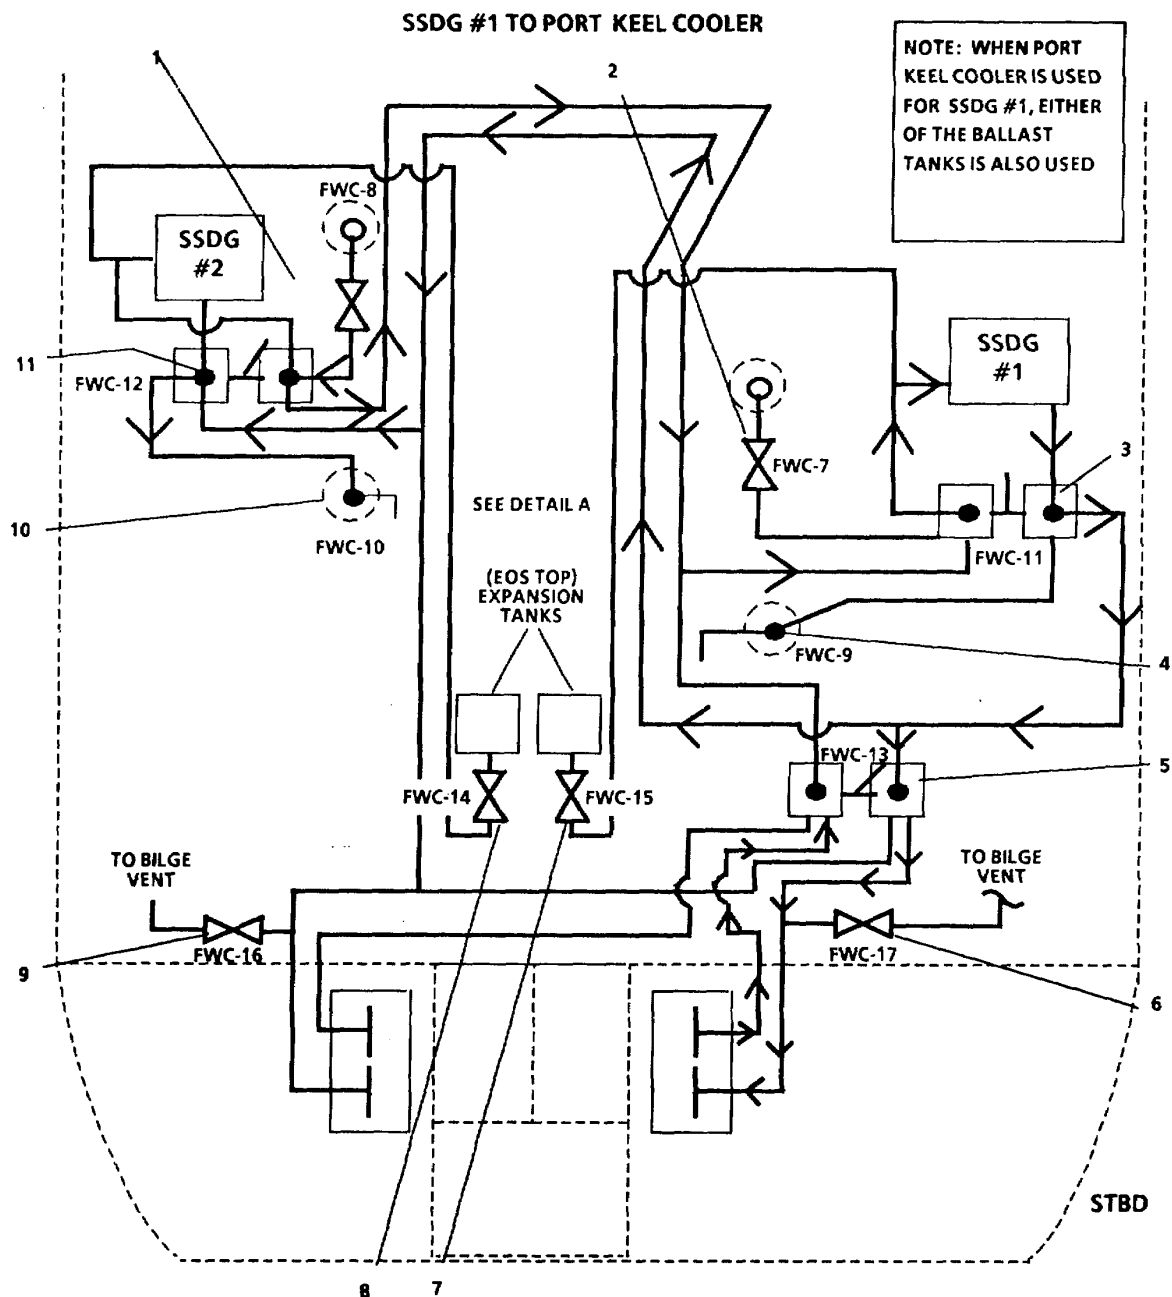 SSDG #1 TO PORT KEEL COOLER
NOTE: WHEN PORT
KEEL COOLER IS USED
FOR SSDG #1, EITHER
OF THE BALLAST
TANKS IS ALSO USED
1
2
FWC-8
SSDG
#2
SSDG
#1
11
FWC-12
FWC-7
3
10
FWC-10
SEE DETAIL A
FWC-11
(EOS TOP)
EXPANSION
TANKS
FWC-9
4
FWC-13
5
FWC-14
FWC-15
TO BILGE
VENT
TO BILGE
VENT
9
FWC-16
FWC-17
6
STBD
8
7